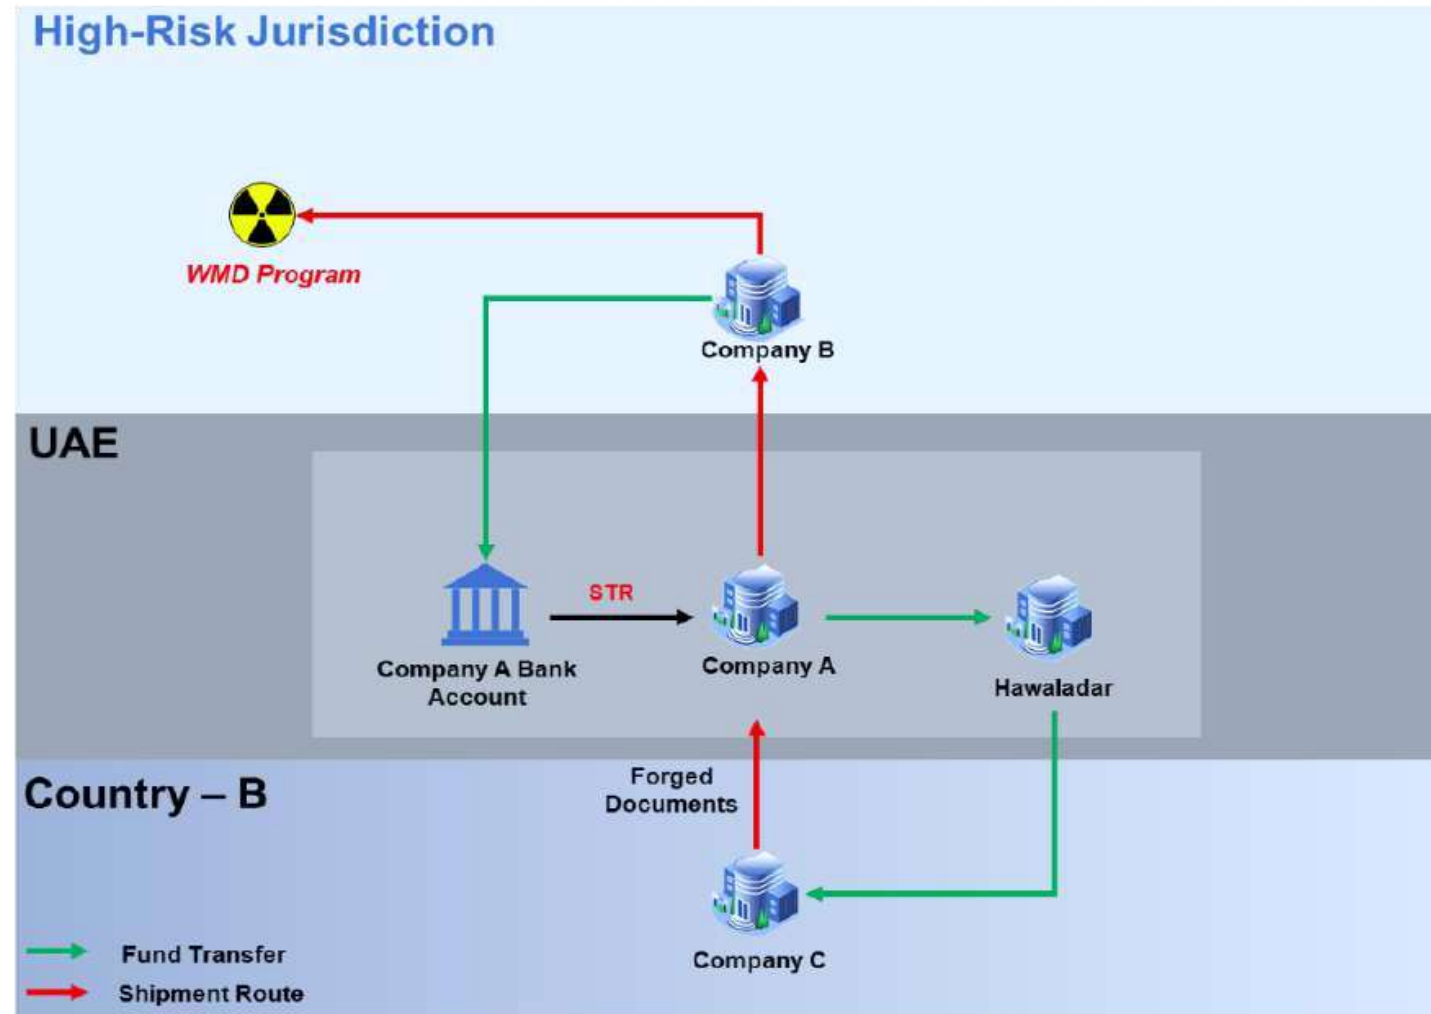 High-Risk Jurisdiction
WMD Program
Company B
UAE
STR
Company A Bank
Account
Company A
Hawaladar
Country – B
Forged
Documents
Company C
Fund Transfer
Shipment Route